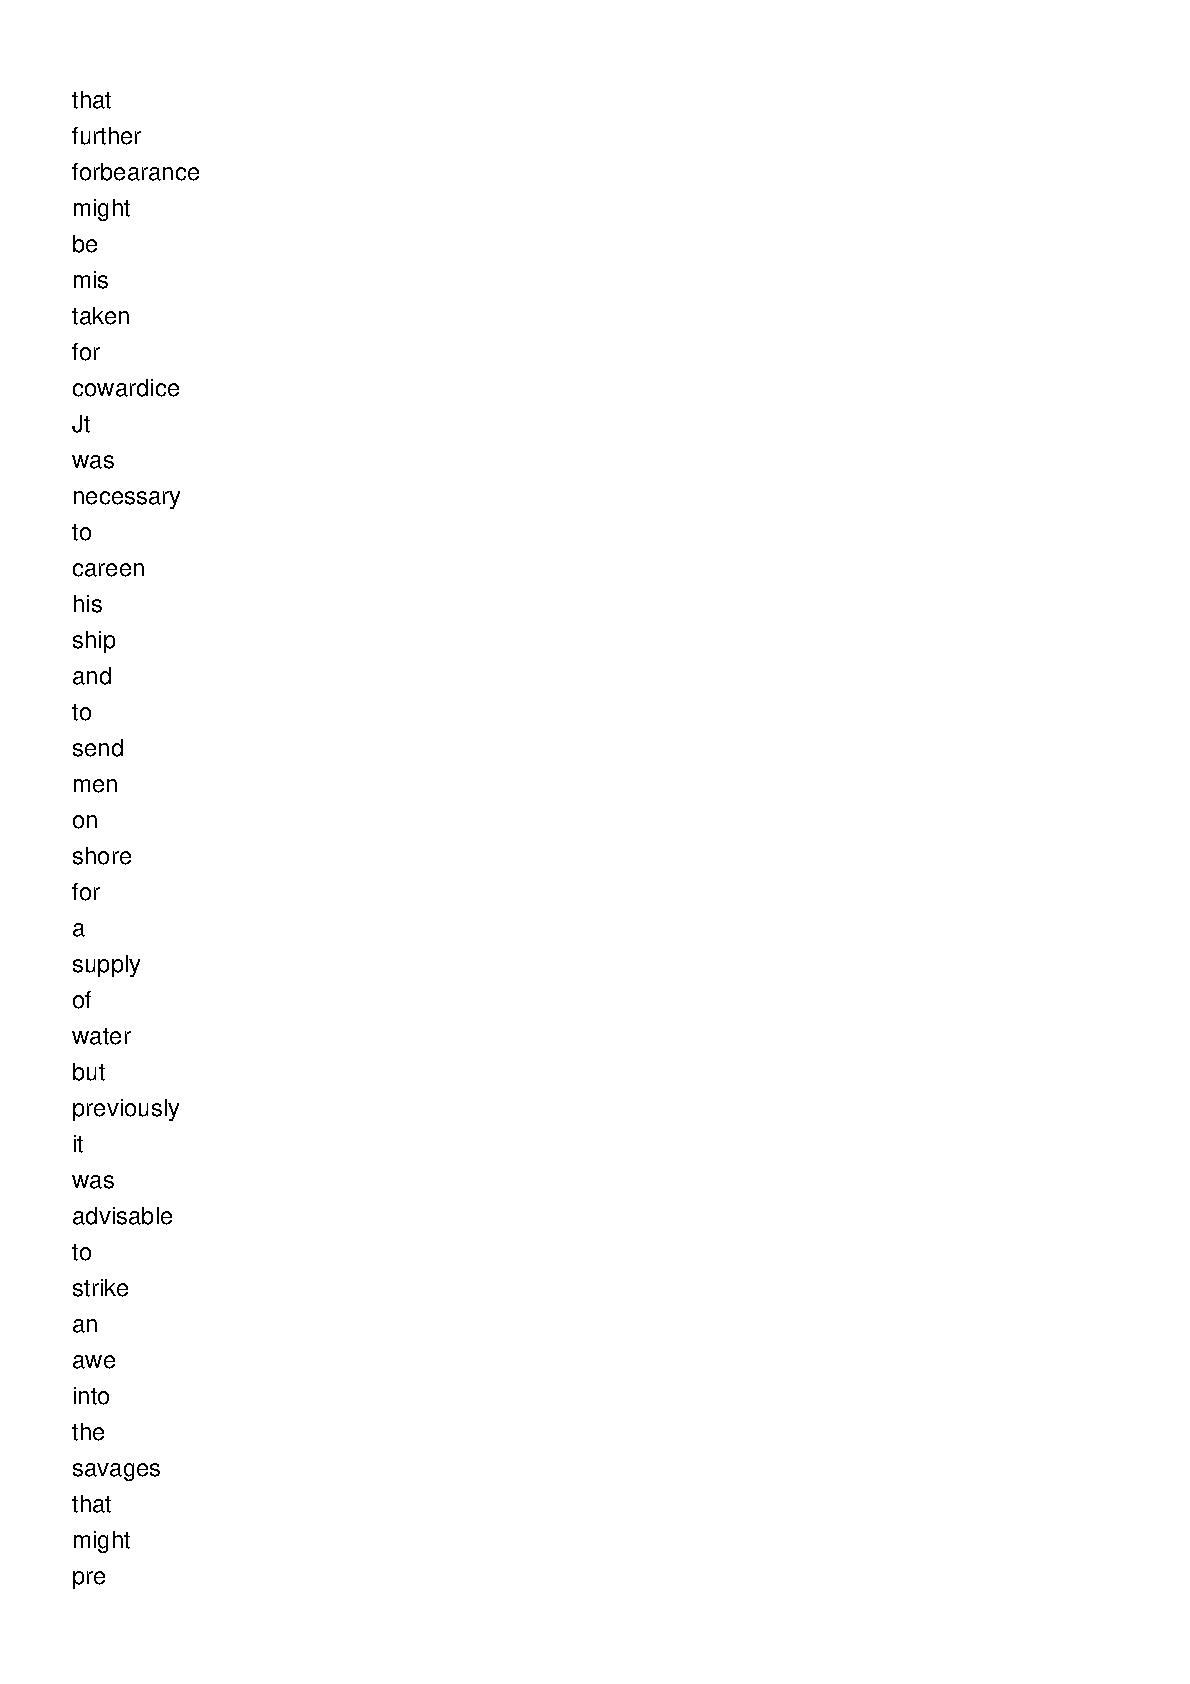 that
further
forbearance
might
be
mis
taken
for
cowardice
Jt
was
necessary
to
careen
his
ship
and
to
send
men
on
shore
for
a
supply
of
water
but
previously
it
was
advisable
to
strike
an
awe
into
the
savages
that
might
pre